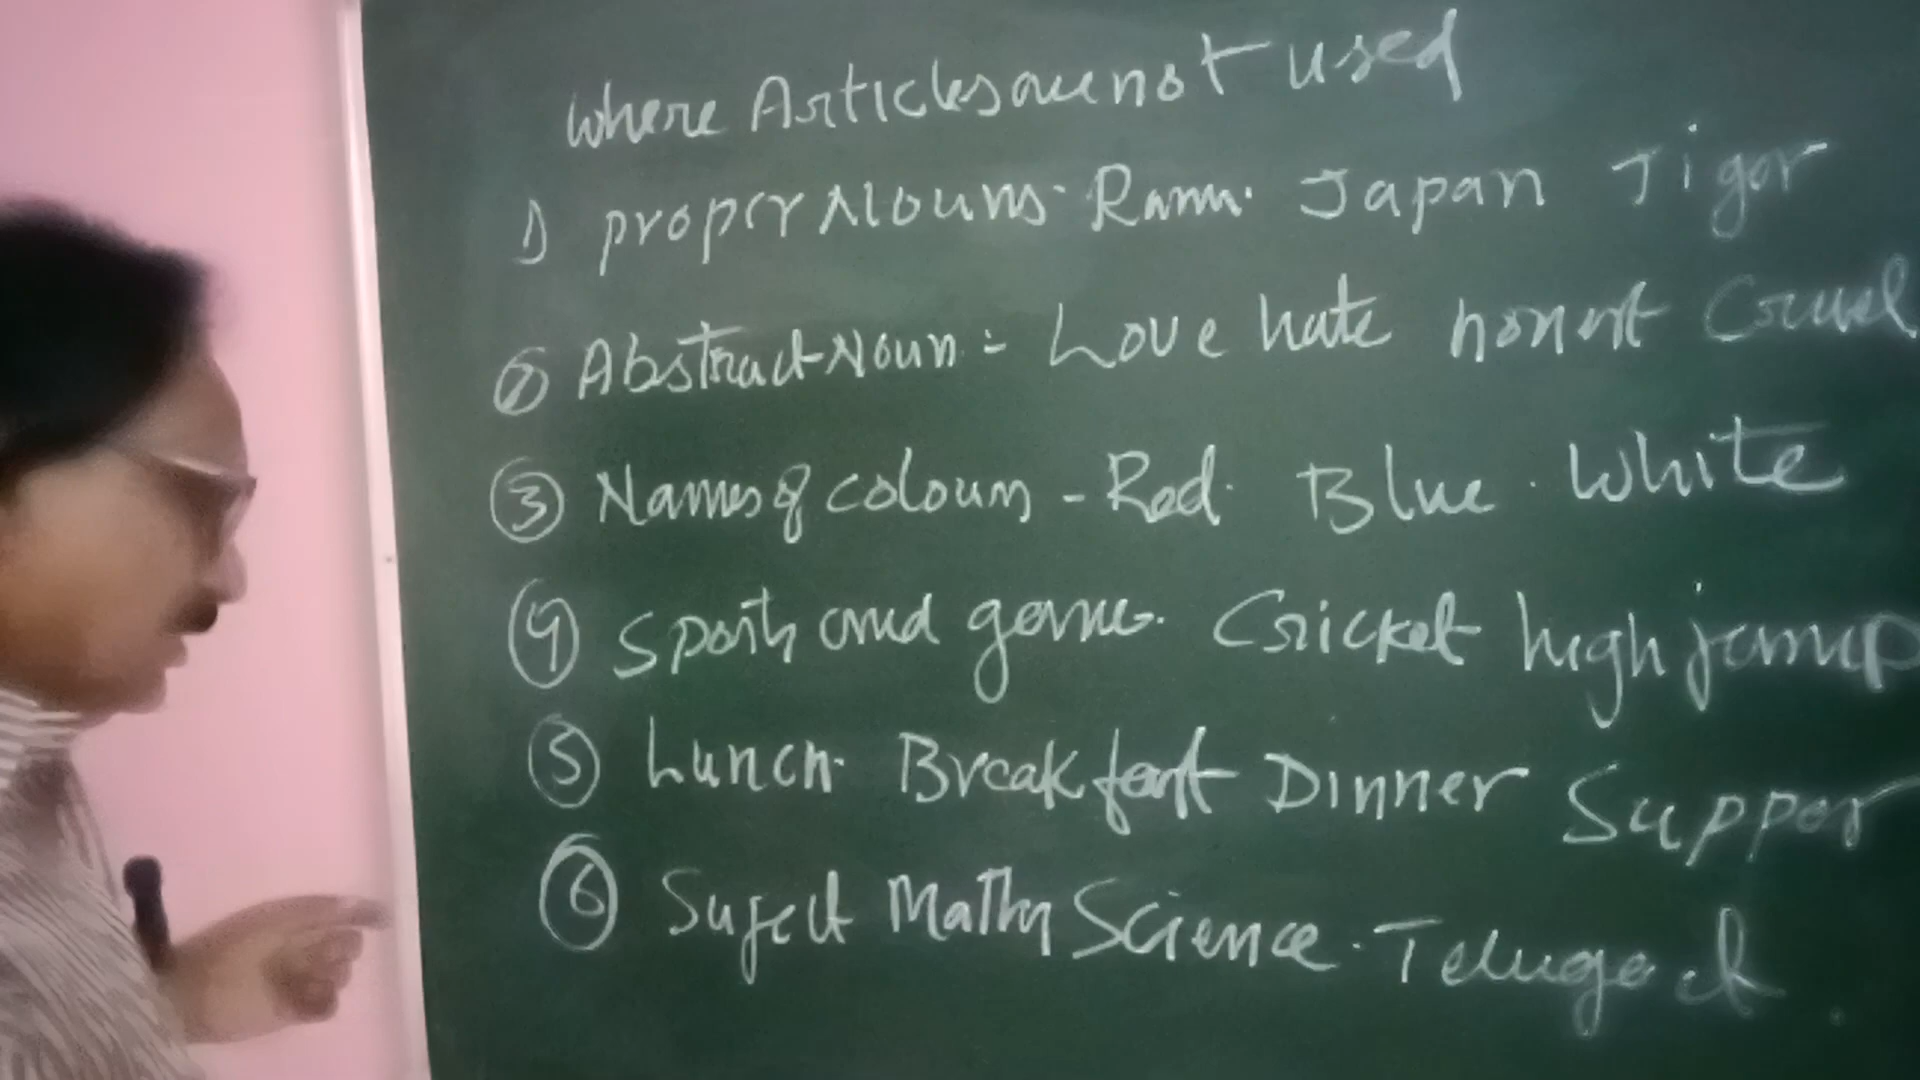 Where Articles are not used
1) proper Nouns. Ram. Japan Tiger
② Abstract Noun :- Love hate honest Cruel
③ Names of colours - Red. Blue. White
④ Sports and games. Cricket high jump
⑤ Lunch. Breakfast Dinner Supper
⑥ Suject Maths Science. Telugu